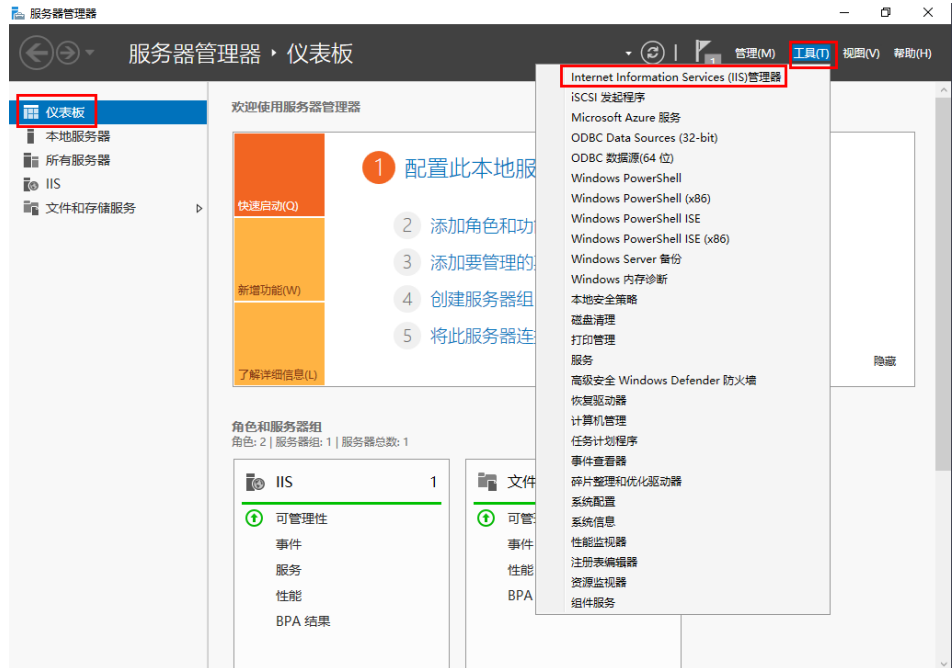 服务器管理器
服务器管理器 · 仪表板
1
管理(M)
工具(T)
视图(V)
帮助(H)
仪表板
本地服务器
所有服务器
IIS
文件和存储服务
欢迎使用服务器管理器
快速启动(Q)
新增功能(W)
了解详细信息(L)
1 配置此本地服
2 添加角色和功
3 添加要管理的
4 创建服务器组
5 将此服务器连
隐藏
角色和服务器组
角色: 2 | 服务器组: 1 | 服务器总数: 1
IIS 1
可管理性
事件
服务
性能
BPA 结果
文件
可管
事件
性能
BPA
Internet Information Services (IIS)管理器
iSCSI 发起程序
Microsoft Azure 服务
ODBC Data Sources (32-bit)
ODBC 数据源(64 位)
Windows PowerShell
Windows PowerShell (x86)
Windows PowerShell ISE
Windows PowerShell ISE (x86)
Windows Server 备份
Windows 内存诊断
本地安全策略
磁盘清理
打印管理
服务
高级安全 Windows Defender 防火墙
恢复驱动器
计算机管理
任务计划程序
事件查看器
碎片整理和优化驱动器
系统配置
系统信息
性能监视器
注册表编辑器
资源监视器
组件服务